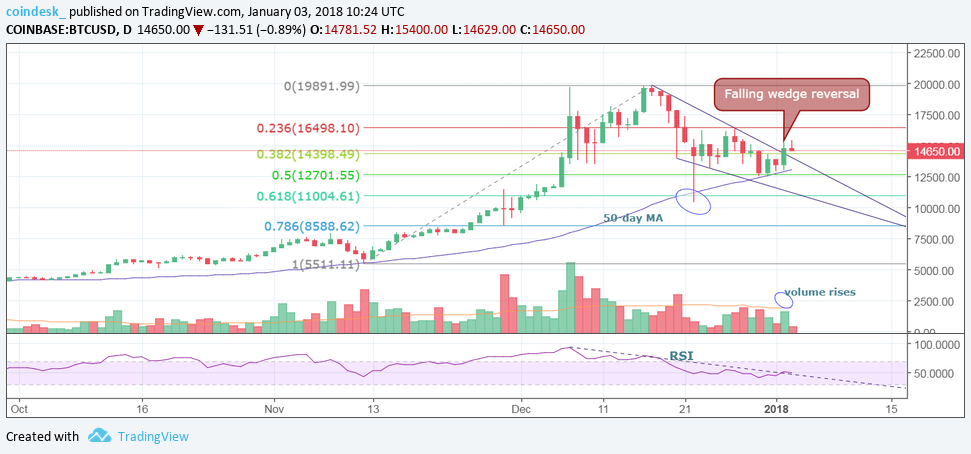 coindesk_ published on TradingView.com, January 03, 2018 10:24 UTC
COINBASE:BTCUSD, D 14650.00 ▼ −131.51 (−0.89%) O:14781.52 H:15400.00 L:14629.00 C:14650.00
22500.00
0(19891.99)
20000.00
Falling wedge reversal
17500.00
0.236(16498.10)
14650.00
0.382(14398.49)
0.5(12701.55)
12500.00
0.618(11004.61)
10000.00
50-day MA
0.786(8588.62)
7500.00
1(5511.11)
5000.00
volume rises
2500.00
0.00
100.0000
RSI
50.0000
Oct 16 Nov 13 Dec 11 21 2018 15
Created with TradingView